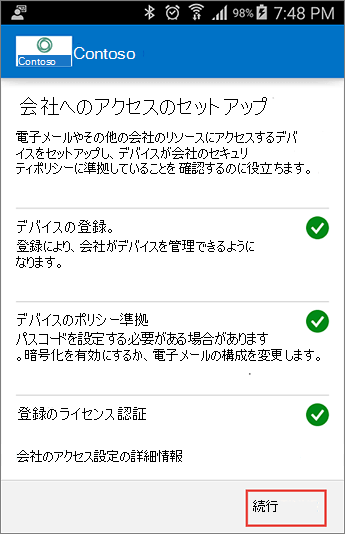 98% 7:48 PM
Contoso
Contoso
会社へのアクセスのセットアップ
電子メールやその他の会社のリソースにアクセスするデバ
イスをセットアップし、デバイスが会社のセキュリ
ティポリシーに準拠していることを 確認するのに役立ちます。
デバイスの登録。
登録により、会社がデバイスを管理できるように
なります。
デバイスのポリシー準拠
パスコードを設定する必要がある場合があります
。暗号化を有効にするか、電子メールの構成を変更します。
登録のライセンス認証
会社のアクセス設定の詳細情報
続行